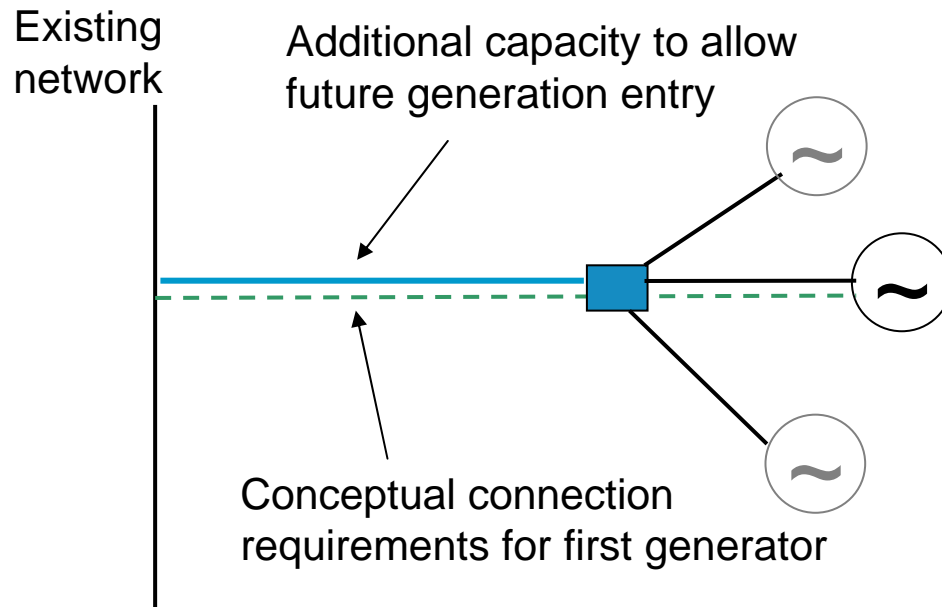 Existing
network
Additional capacity to allow
future generation entry
~
~
~
Conceptual connection
requirements for first generator